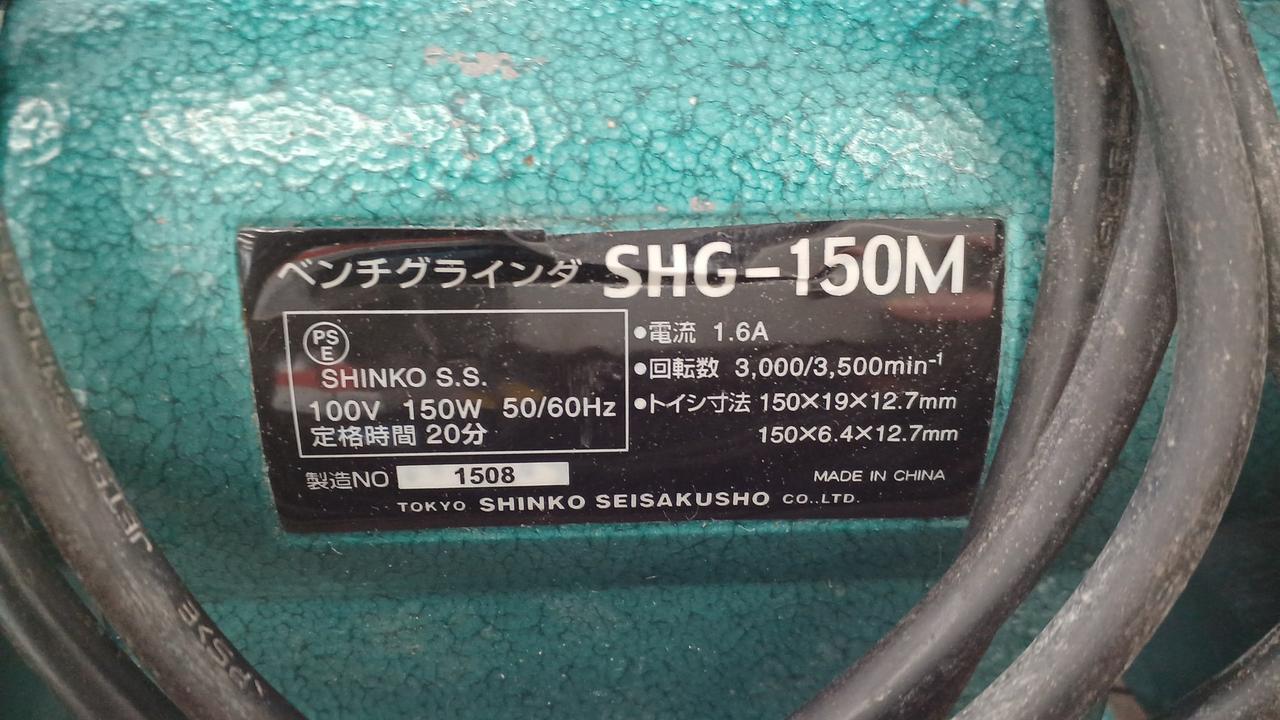 ベンチグラインダ SHG-150M
PS
E
SHINKO S.S.
100V 150W 50/60Hz
定格時間 20分
●電流 1.6A
●回転数 3,000/3,500min⁻¹
●トイシ寸法 150×19×12.7mm
150×6.4×12.7mm
製造NO 1508
MADE IN CHINA
TOKYO SHINKO SEISAKUSHO CO.,LTD.